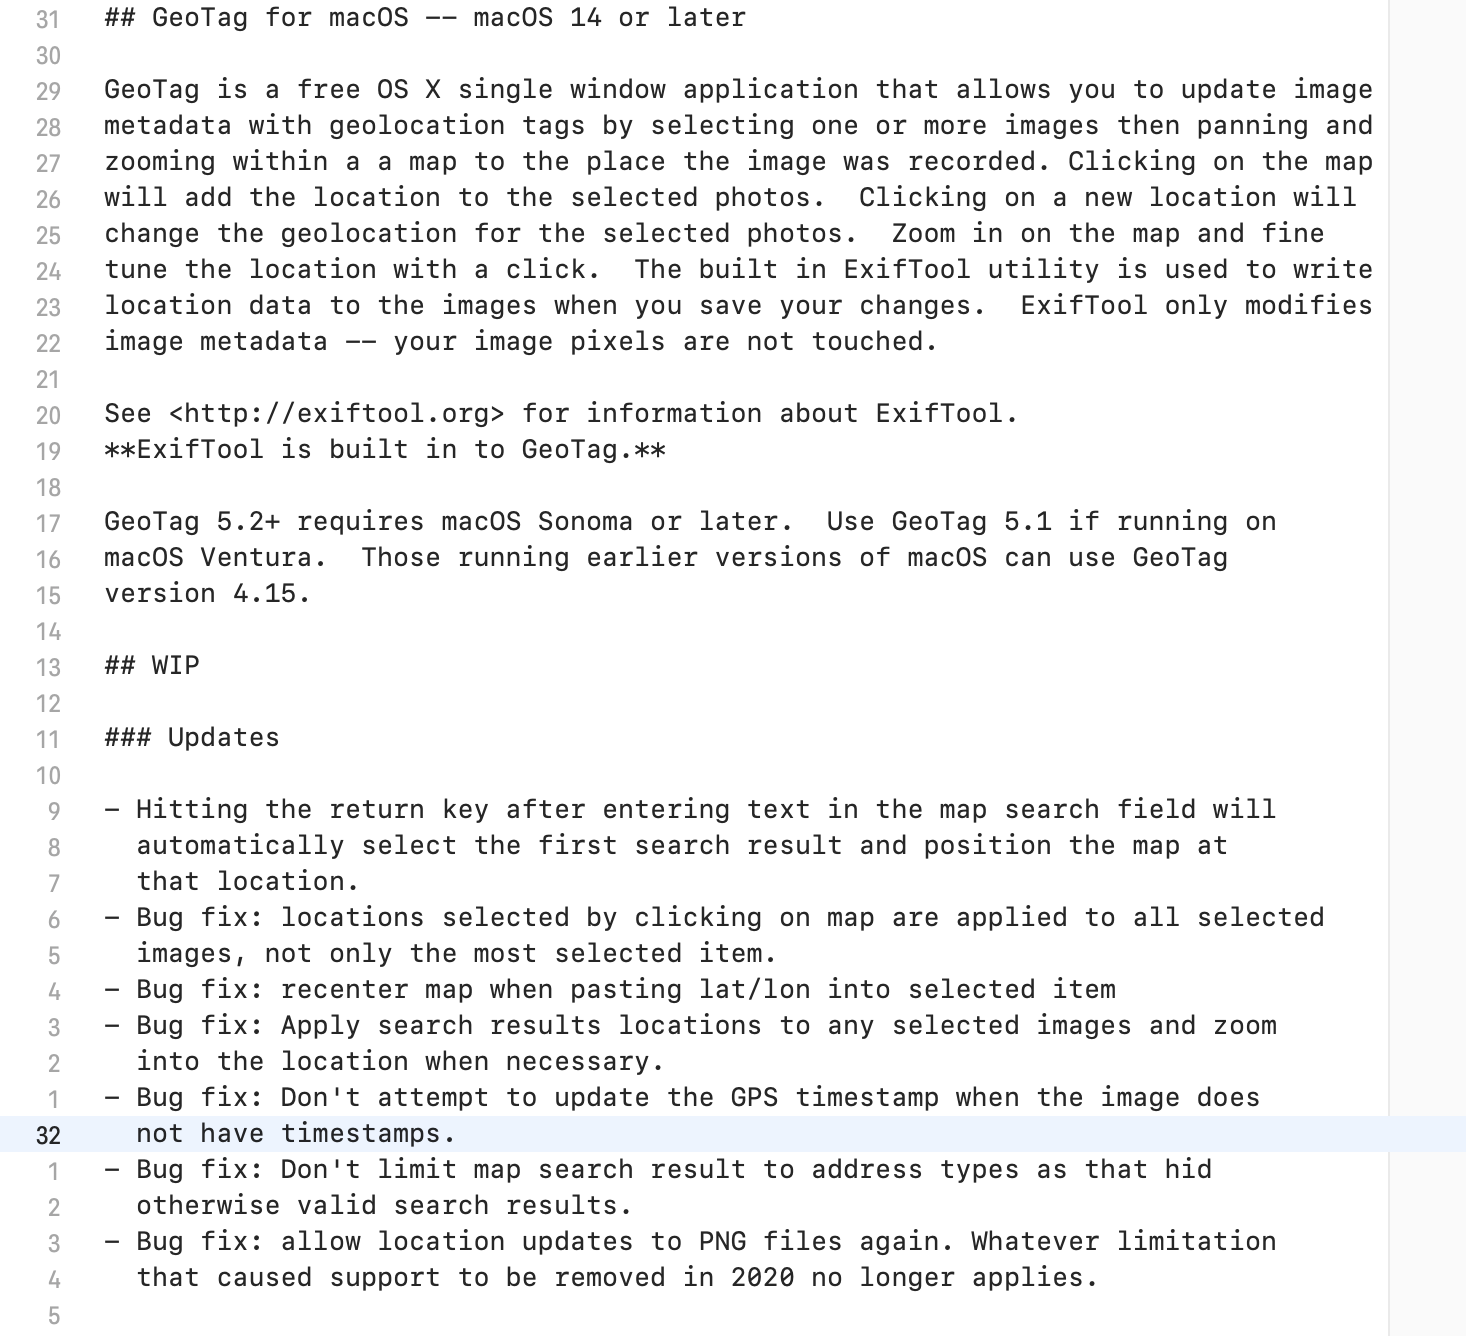 31 ## GeoTag for macOS -- macOS 14 or later
30
29 GeoTag is a free OS X single window application that allows you to update image
28 metadata with geolocation tags by selecting one or more images then panning and
27 zooming within a a map to the place the image was recorded. Clicking on the map
26 will add the location to the selected photos.  Clicking on a new location will
25 change the geolocation for the selected photos.  Zoom in on the map and fine
24 tune the location with a click.  The built in ExifTool utility is used to write
23 location data to the images when you save your changes.  ExifTool only modifies
22 image metadata -- your image pixels are not touched.
21
20 See <http://exiftool.org> for information about ExifTool.
19 **ExifTool is built in to GeoTag.**
18
17 GeoTag 5.2+ requires macOS Sonoma or later.  Use GeoTag 5.1 if running on
16 macOS Ventura.  Those running earlier versions of macOS can use GeoTag
15 version 4.15.
14
13 ## WIP
12
11 ### Updates
10
9 - Hitting the return key after entering text in the map search field will
8   automatically select the first search result and position the map at
7   that location.
6 - Bug fix: locations selected by clicking on map are applied to all selected
5   images, not only the most selected item.
4 - Bug fix: recenter map when pasting lat/lon into selected item
3 - Bug fix: Apply search results locations to any selected images and zoom
2   into the location when necessary.
1 - Bug fix: Don't attempt to update the GPS timestamp when the image does
32   not have timestamps.
1 - Bug fix: Don't limit map search result to address types as that hid
2   otherwise valid search results.
3 - Bug fix: allow location updates to PNG files again. Whatever limitation
4   that caused support to be removed in 2020 no longer applies.
5